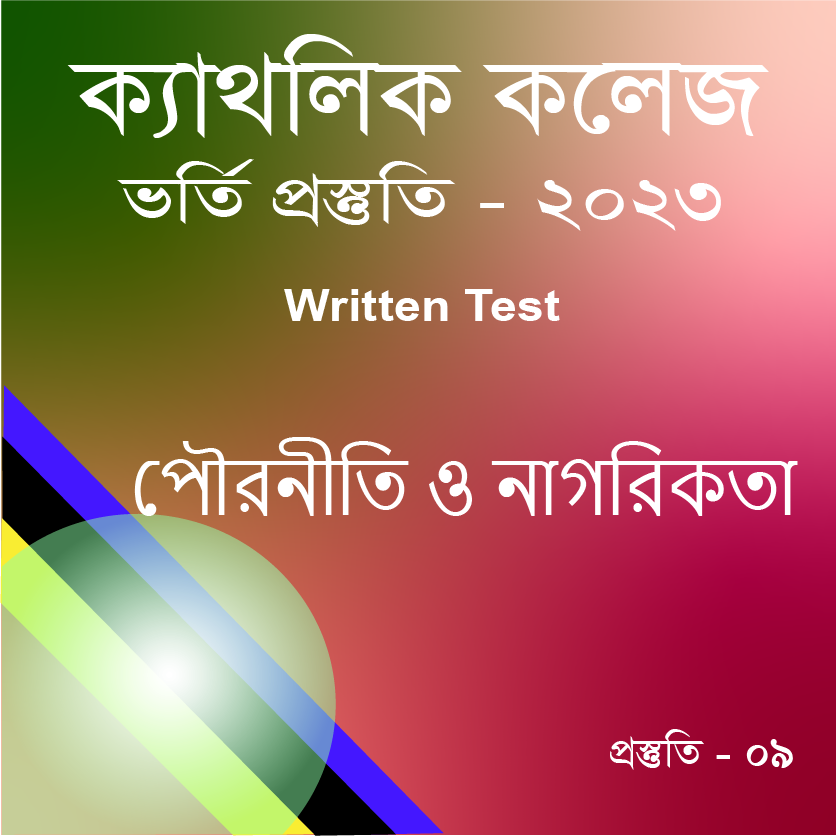 ক্যাথলিক কলেজ
ভর্তি প্রস্তুতি - ২০২৩
Written Test
পৌরনীতি ও নাগরিকতা
প্রস্তুতি - ০৯